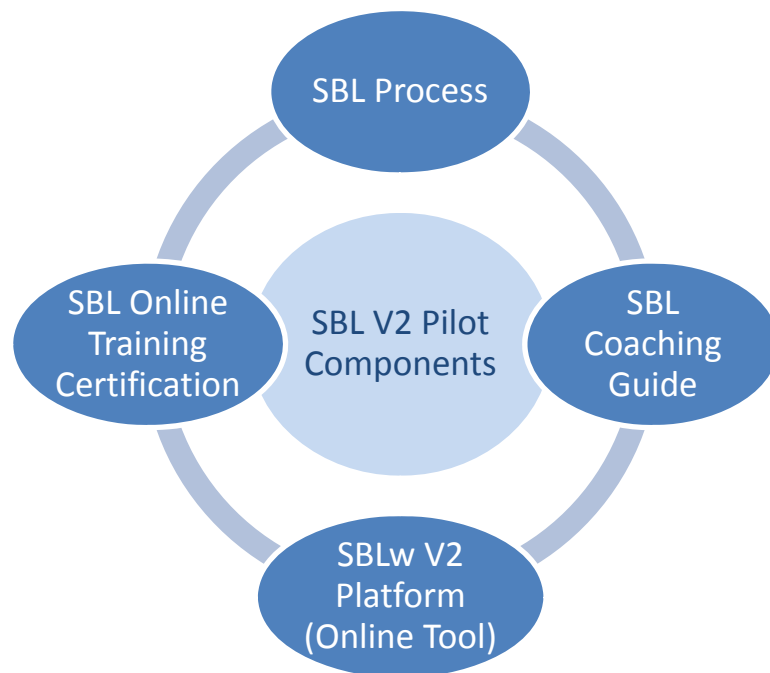 SBL Process
SBL Online
Training
Certification
SBL V2 Pilot
Components
SBL
Coaching
Guide
SBLw V2
Platform
(Online Tool)